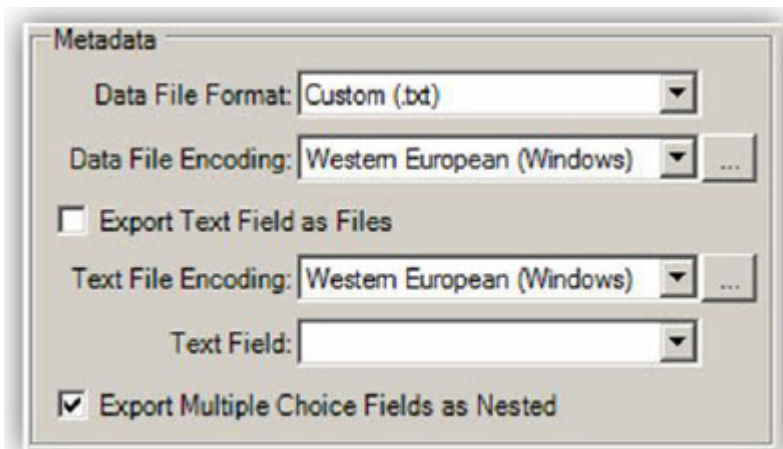 Metadata
Data File Format: Custom (.txt)
Data File Encoding: Western European (Windows) ...
Export Text Field as Files
Text File Encoding: Western European (Windows) ...
Text Field:
Export Multiple Choice Fields as Nested